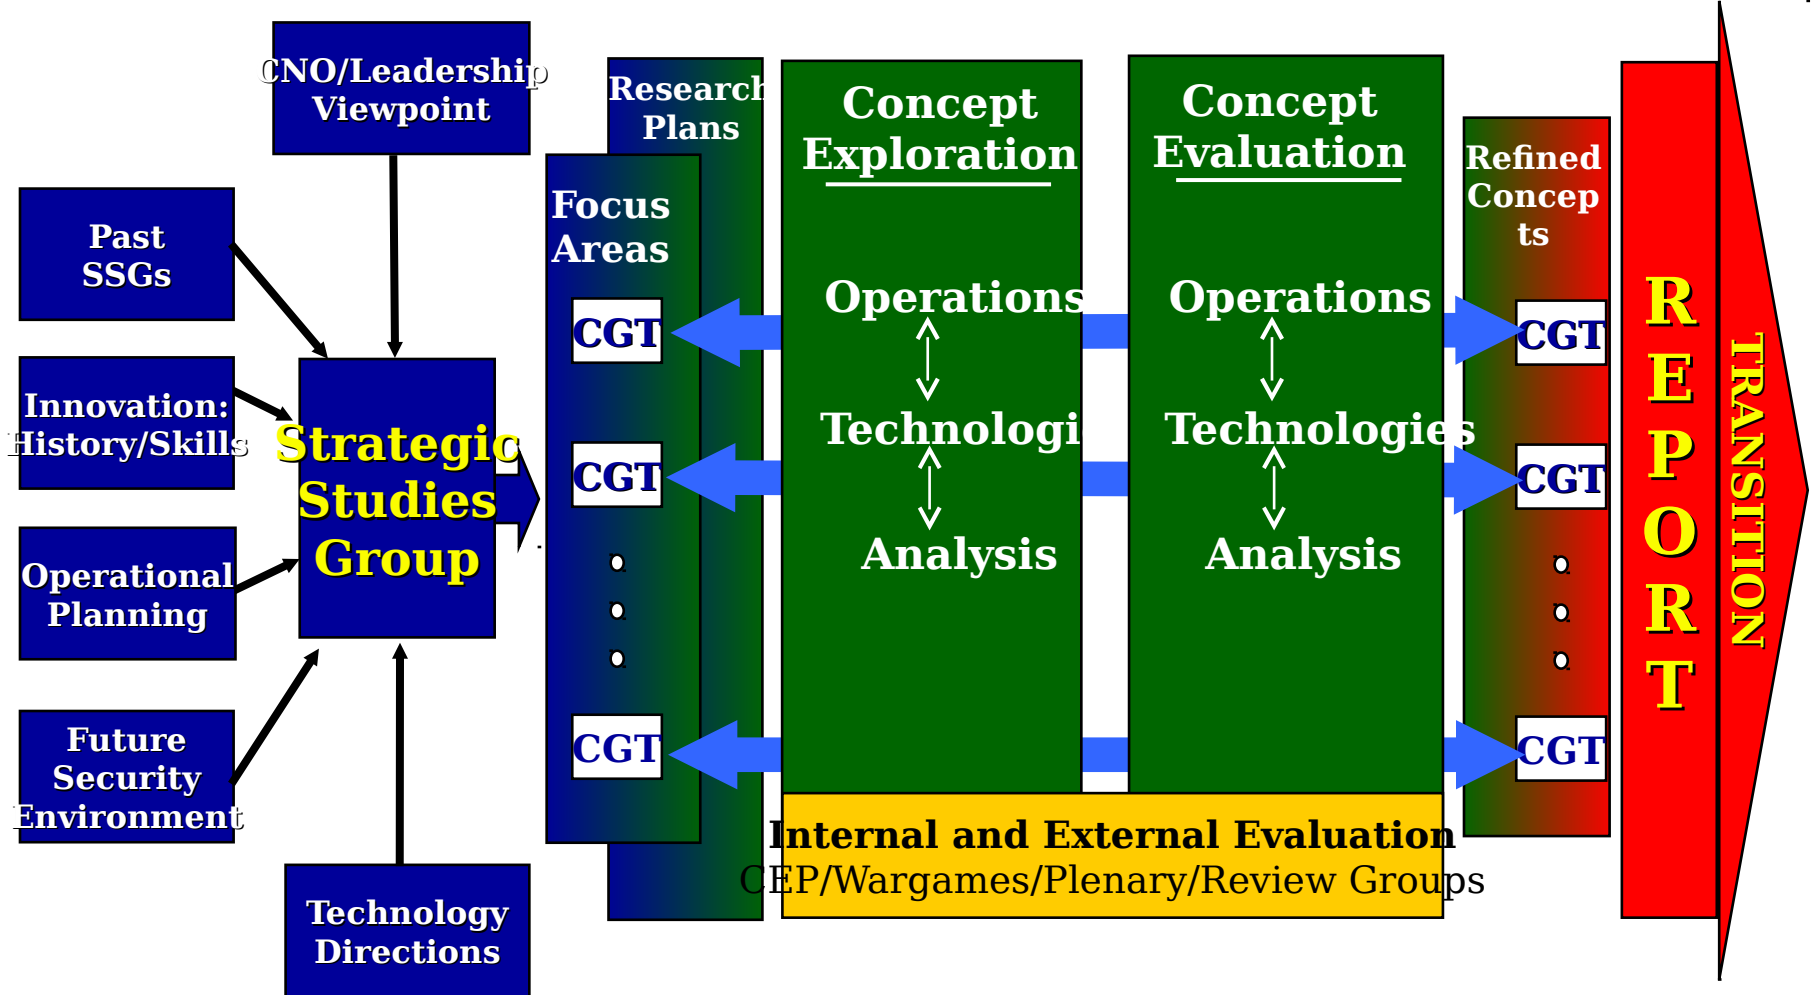 CNO/Leadership
Viewpoint
Past
SSGs
Innovation:
History/Skills
Operational
Planning
Future
Security
Environment
Technology
Directions
Strategic
Studies
Group
Research
Plans
Focus
Areas
CGT
CGT
CGT
Concept
Exploration
Operations
Technologi
Analysis
Concept
Evaluation
Operations
Technologies
Analysis
Internal and External Evaluation
CEP/Wargames/Plenary/Review Groups
Refined
Concep
ts
CGT
CGT
CGT
REPORT
TRANSITION